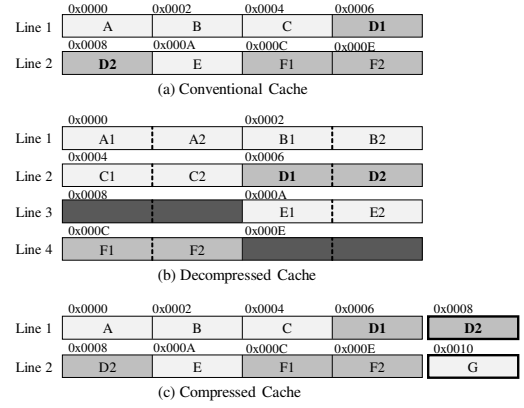 0x0000 0x0002 0x0004 0x0006
Line 1 A B C D1
0x0008 0x000A 0x000C 0x000E
Line 2 D2 E F1 F2
(a) Conventional Cache
0x0000 0x0002
Line 1 A1 A2 B1 B2
0x0004 0x0006
Line 2 C1 C2 D1 D2
0x0008 0x000A
Line 3 E1 E2
0x000C 0x000E
Line 4 F1 F2
(b) Decompressed Cache
0x0000 0x0002 0x0004 0x0006 0x0008
Line 1 A B C D1 D2
0x0008 0x000A 0x000C 0x000E 0x0010
Line 2 D2 E F1 F2 G
(c) Compressed Cache